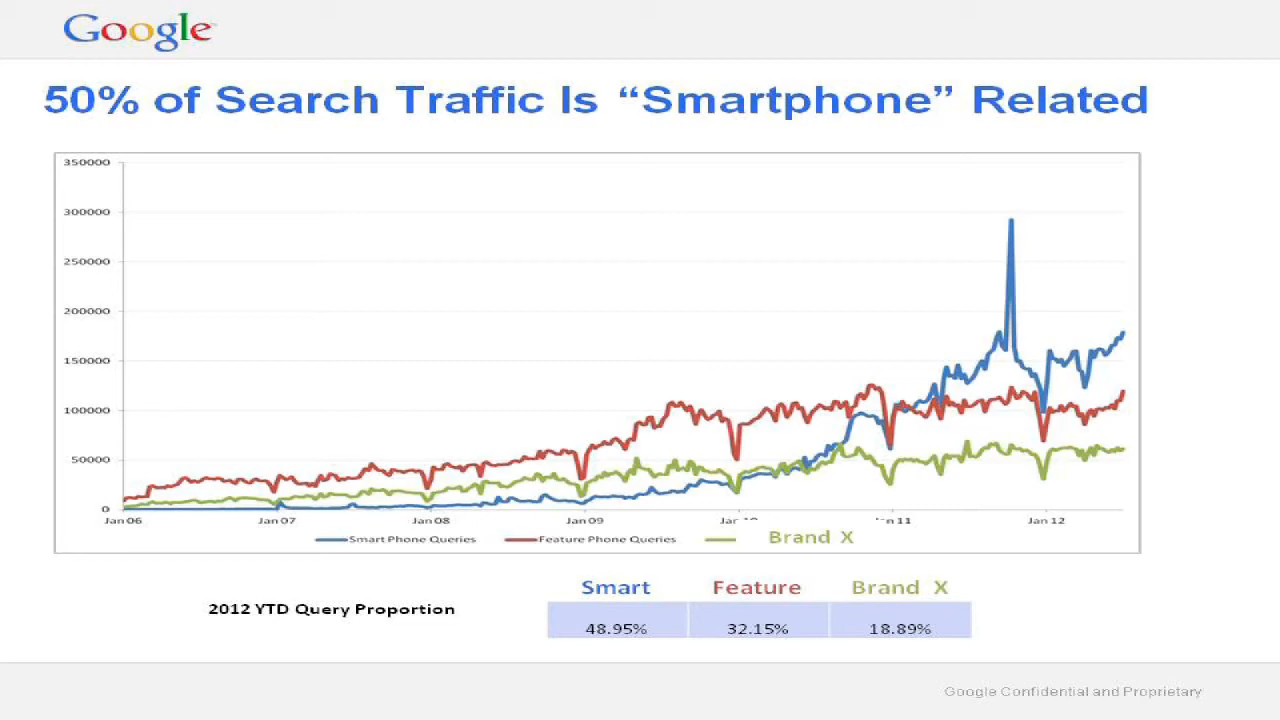 Google
50% of Search Traffic Is “Smartphone” Related
350000
300000
250000
200000
150000
100000
50000
0
Jan 06 Jan 07 Jan 08 Jan 09 Jan 11 Jan 12
Smart Phone Queries Feature Phone Queries Brand X
Smart Feature Brand X
2012 YTD Query Proportion
48.95% 32.15% 18.89%
Google Confidential and Proprietary